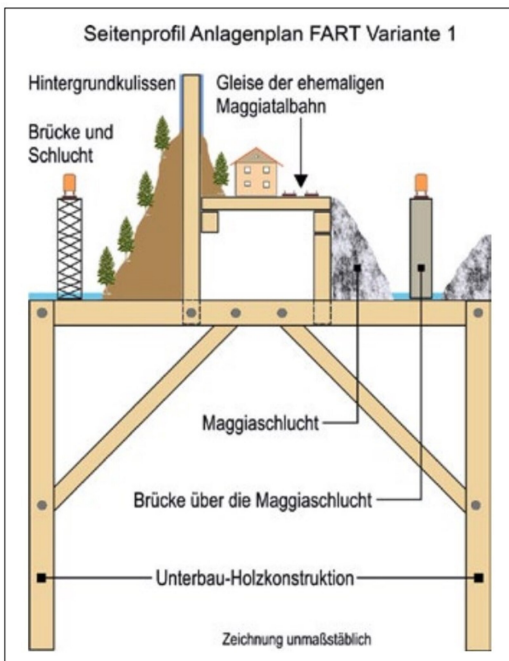 Seitenprofil Anlagenplan FART Variante 1
Hintergrundkulissen
Gleise der ehemaligen
Maggiatalbahn
Brücke und
Schlucht
Maggiaschlucht
Brücke über die Maggiaschlucht
Unterbau-Holzkonstruktion
Zeichnung unmaßstäblich